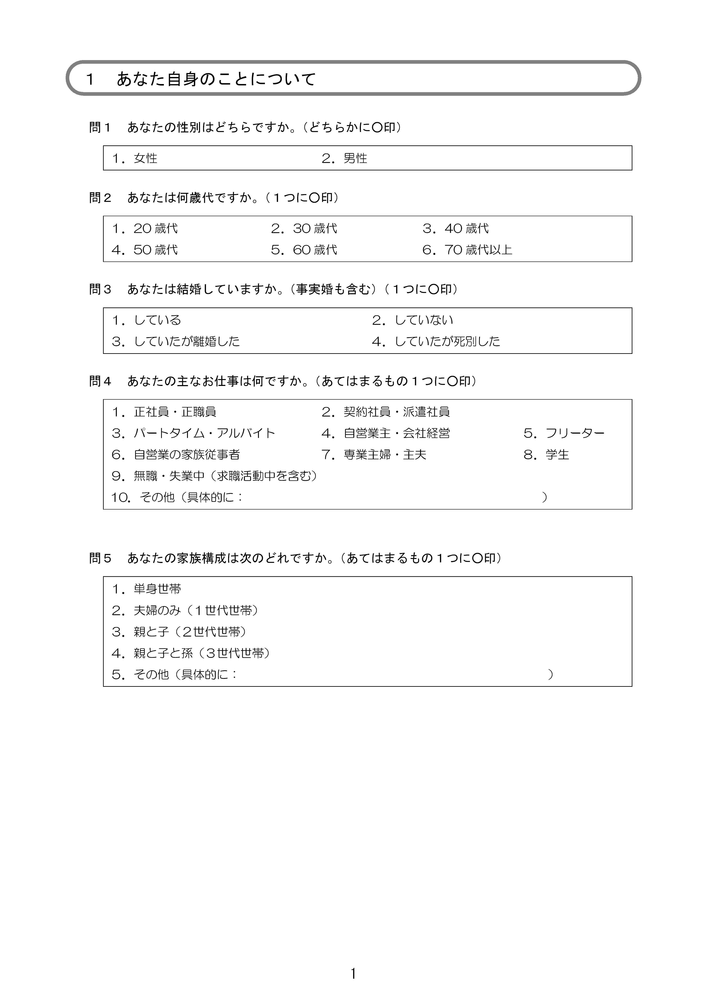 1　あなた自身のことについて
問１　あなたの性別はどちらですか。（どちらかに〇印）
１．女性　２．男性
問２　あなたは何歳代ですか。（１つに〇印）
１．20 歳代　２．30 歳代　３．40 歳代
４．50 歳代　５．60 歳代　６．70 歳代以上
問３　あなたは結婚していますか。（事実婚も含む）（１つに〇印）
１．している　２．していない
３．していたが離婚した　４．していたが死別した
問４　あなたの主なお仕事は何ですか。（あてはまるもの１つに〇印）
１．正社員・正職員　２．契約社員・派遣社員
３．パートタイム・アルバイト　４．自営業主・会社経営　５．フリーター
６．自営業の家族従事者　７．専業主婦・主夫　８．学生
９．無職・失業中（求職活動中を含む）
10．その他（具体的に：　）
問５　あなたの家族構成は次のどれですか。（あてはまるもの１つに〇印）
１．単身世帯
２．夫婦のみ（１世代世帯）
３．親と子（２世代世帯）
４．親と子と孫（３世代世帯）
５．その他（具体的に：　）
1